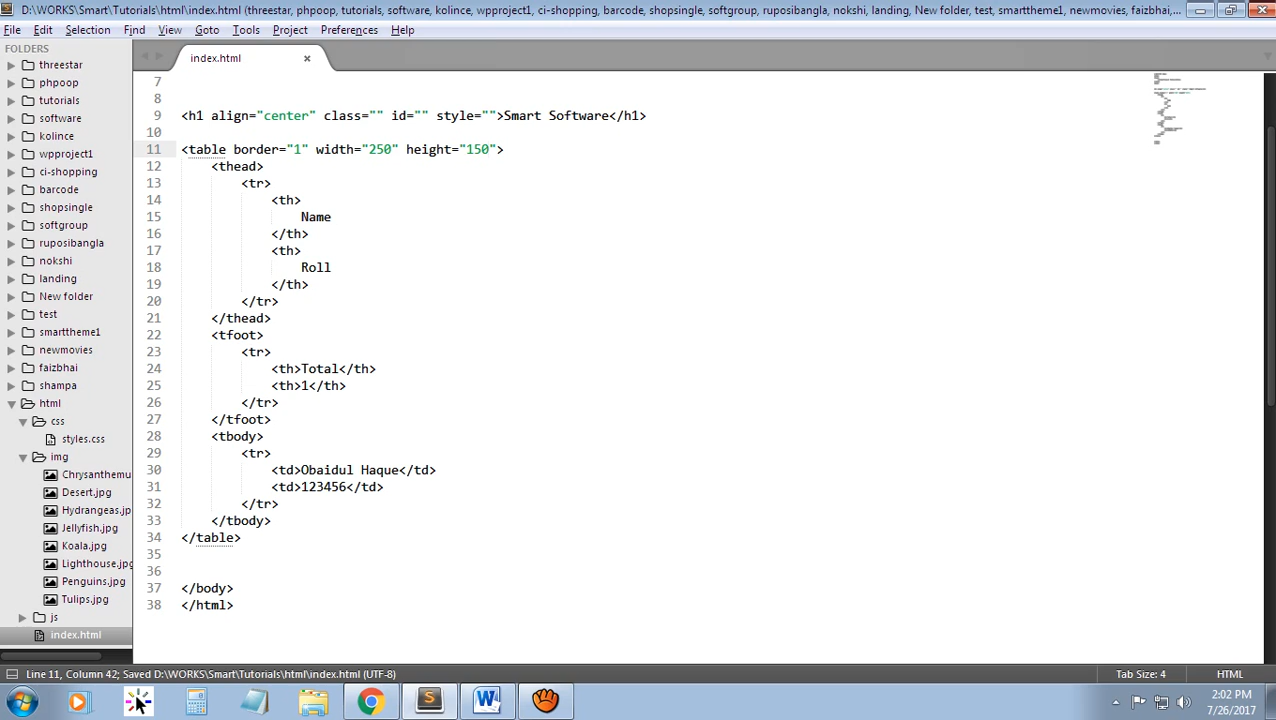 D:\WORKS\Smart\Tutorials\html\index.html (threestar, phpoop, tutorials, software, kolince, wpproject1, ci-shopping, barcode, shopsingle, softgroup, ruposibangla, nokshi, landing, New folder, test, smarttheme1, newmovies, faizbhai,...
File Edit Selection Find View Goto Tools Project Preferences Help
FOLDERS
threestar
phpoop
tutorials
software
kolince
wpproject1
ci-shopping
barcode
shopsingle
softgroup
ruposibangla
nokshi
landing
New folder
test
smarttheme1
newmovies
faizbhai
shampa
html
css
styles.css
img
Chrysanthemu
Desert.jpg
Hydrangeas.jp
Jellyfish.jpg
Koala.jpg
Lighthouse.jpg
Penguins.jpg
Tulips.jpg
js
index.html
index.html
7
8
9 <h1 align="center" class="" id="" style="">Smart Software</h1>
10
11 <table border="1" width="250" height="150">
12 <thead>
13 <tr>
14 <th>
15 Name
16 </th>
17 <th>
18 Roll
19 </th>
20 </tr>
21 </thead>
22 <tfoot>
23 <tr>
24 <th>Total</th>
25 <th>1</th>
26 </tr>
27 </tfoot>
28 <tbody>
29 <tr>
30 <td>Obaidul Haque</td>
31 <td>123456</td>
32 </tr>
33 </tbody>
34 </table>
35
36
37 </body>
38 </html>
Line 11, Column 42; Saved D:\WORKS\Smart\Tutorials\html\index.html (UTF-8)
Tab Size: 4
HTML
2:02 PM
7/26/2017